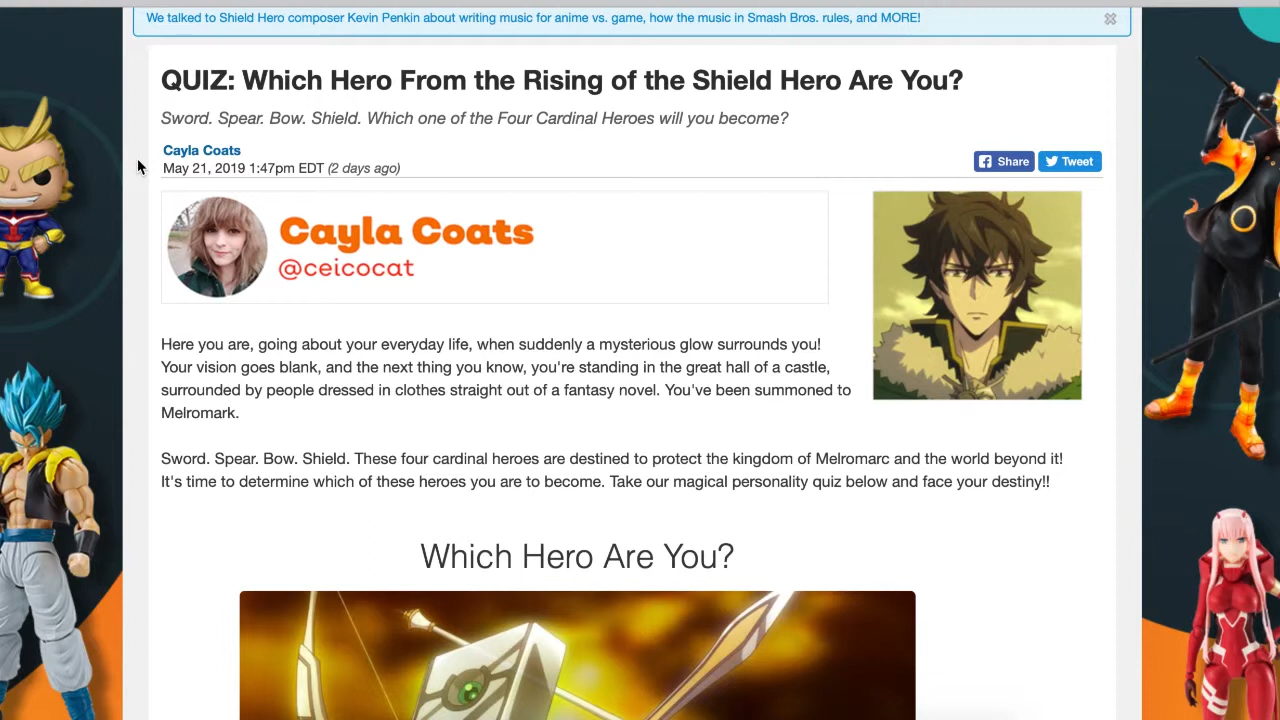 We talked to Shield Hero composer Kevin Penkin about writing music for anime vs. game, how the music in Smash Bros. rules, and MORE!
QUIZ: Which Hero From the Rising of the Shield Hero Are You?
Sword. Spear. Bow. Shield. Which one of the Four Cardinal Heroes will you become?
Cayla Coats
May 21, 2019 1:47pm EDT (2 days ago)
Share
Tweet
Cayla Coats
@ceicocat
Here you are, going about your everyday life, when suddenly a mysterious glow surrounds you!
Your vision goes blank, and the next thing you know, you're standing in the great hall of a castle,
surrounded by people dressed in clothes straight out of a fantasy novel. You've been summoned to
Melromark.
Sword. Spear. Bow. Shield. These four cardinal heroes are destined to protect the kingdom of Melromarc and the world beyond it!
It's time to determine which of these heroes you are to become. Take our magical personality quiz below and face your destiny!!
Which Hero Are You?